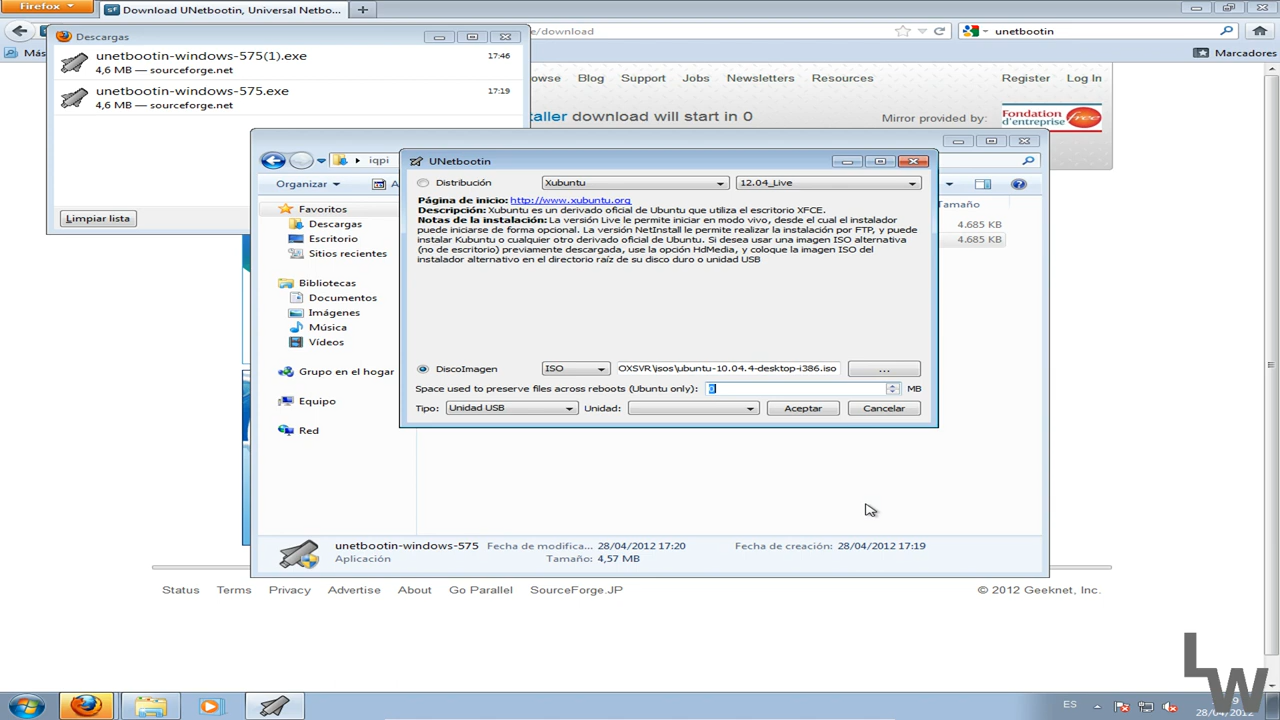 Firefox
Download UNetbootin, Universal Netbo...
Más
e/download
unetbootin
Marcadores
Descargas
unetbootin-windows-575(1).exe
17:46
4,6 MB — sourceforge.net
unetbootin-windows-575.exe
17:19
4,6 MB — sourceforge.net
Limpiar lista
owse Blog Support Jobs Newsletters Resources Register Log In
aller download will start in 0
Mirror provided by:
Fondation
d'entreprise free
iqpi
Organizar
A
Tamaño
4.685 KB
4.685 KB
Favoritos
Descargas
Escritorio
Sitios recientes
Bibliotecas
Documentos
Imágenes
Música
Vídeos
Grupo en el hogar
Equipo
Red
UNetbootin
Distribución
Xubuntu
12.04_Live
Página de inicio: http://www.xubuntu.org
Descripción: Xubuntu es un derivado oficial de Ubuntu que utiliza el escritorio XFCE.
Notas de la instalación: La versión Live le permite iniciar en modo vivo, desde el cual el instalador
puede iniciarse de forma opcional. La versión NetInstall le permite realizar la instalación por FTP, y puede
instalar Kubuntu o cualquier otro derivado oficial de Ubuntu. Si desea usar una imagen ISO alternativa
(no de escritorio) previamente descargada, use la opción HdMedia, y coloque la imagen ISO del
instalador alternativo en el directorio raíz de su disco duro o unidad USB
DiscoImagen
ISO
OXSVR\isos\ubuntu-10.04.4-desktop-i386.iso
...
Space used to preserve files across reboots (Ubuntu only):
0
MB
Tipo:
Unidad USB
Unidad:
Aceptar
Cancelar
unetbootin-windows-575 Fecha de modifica... 28/04/2012 17:20 Fecha de creación: 28/04/2012 17:19
Aplicación Tamaño: 4,57 MB
Status Terms Privacy Advertise About Go Parallel SourceForge.JP © 2012 Geeknet, Inc.
LW
ES
28/04/2012